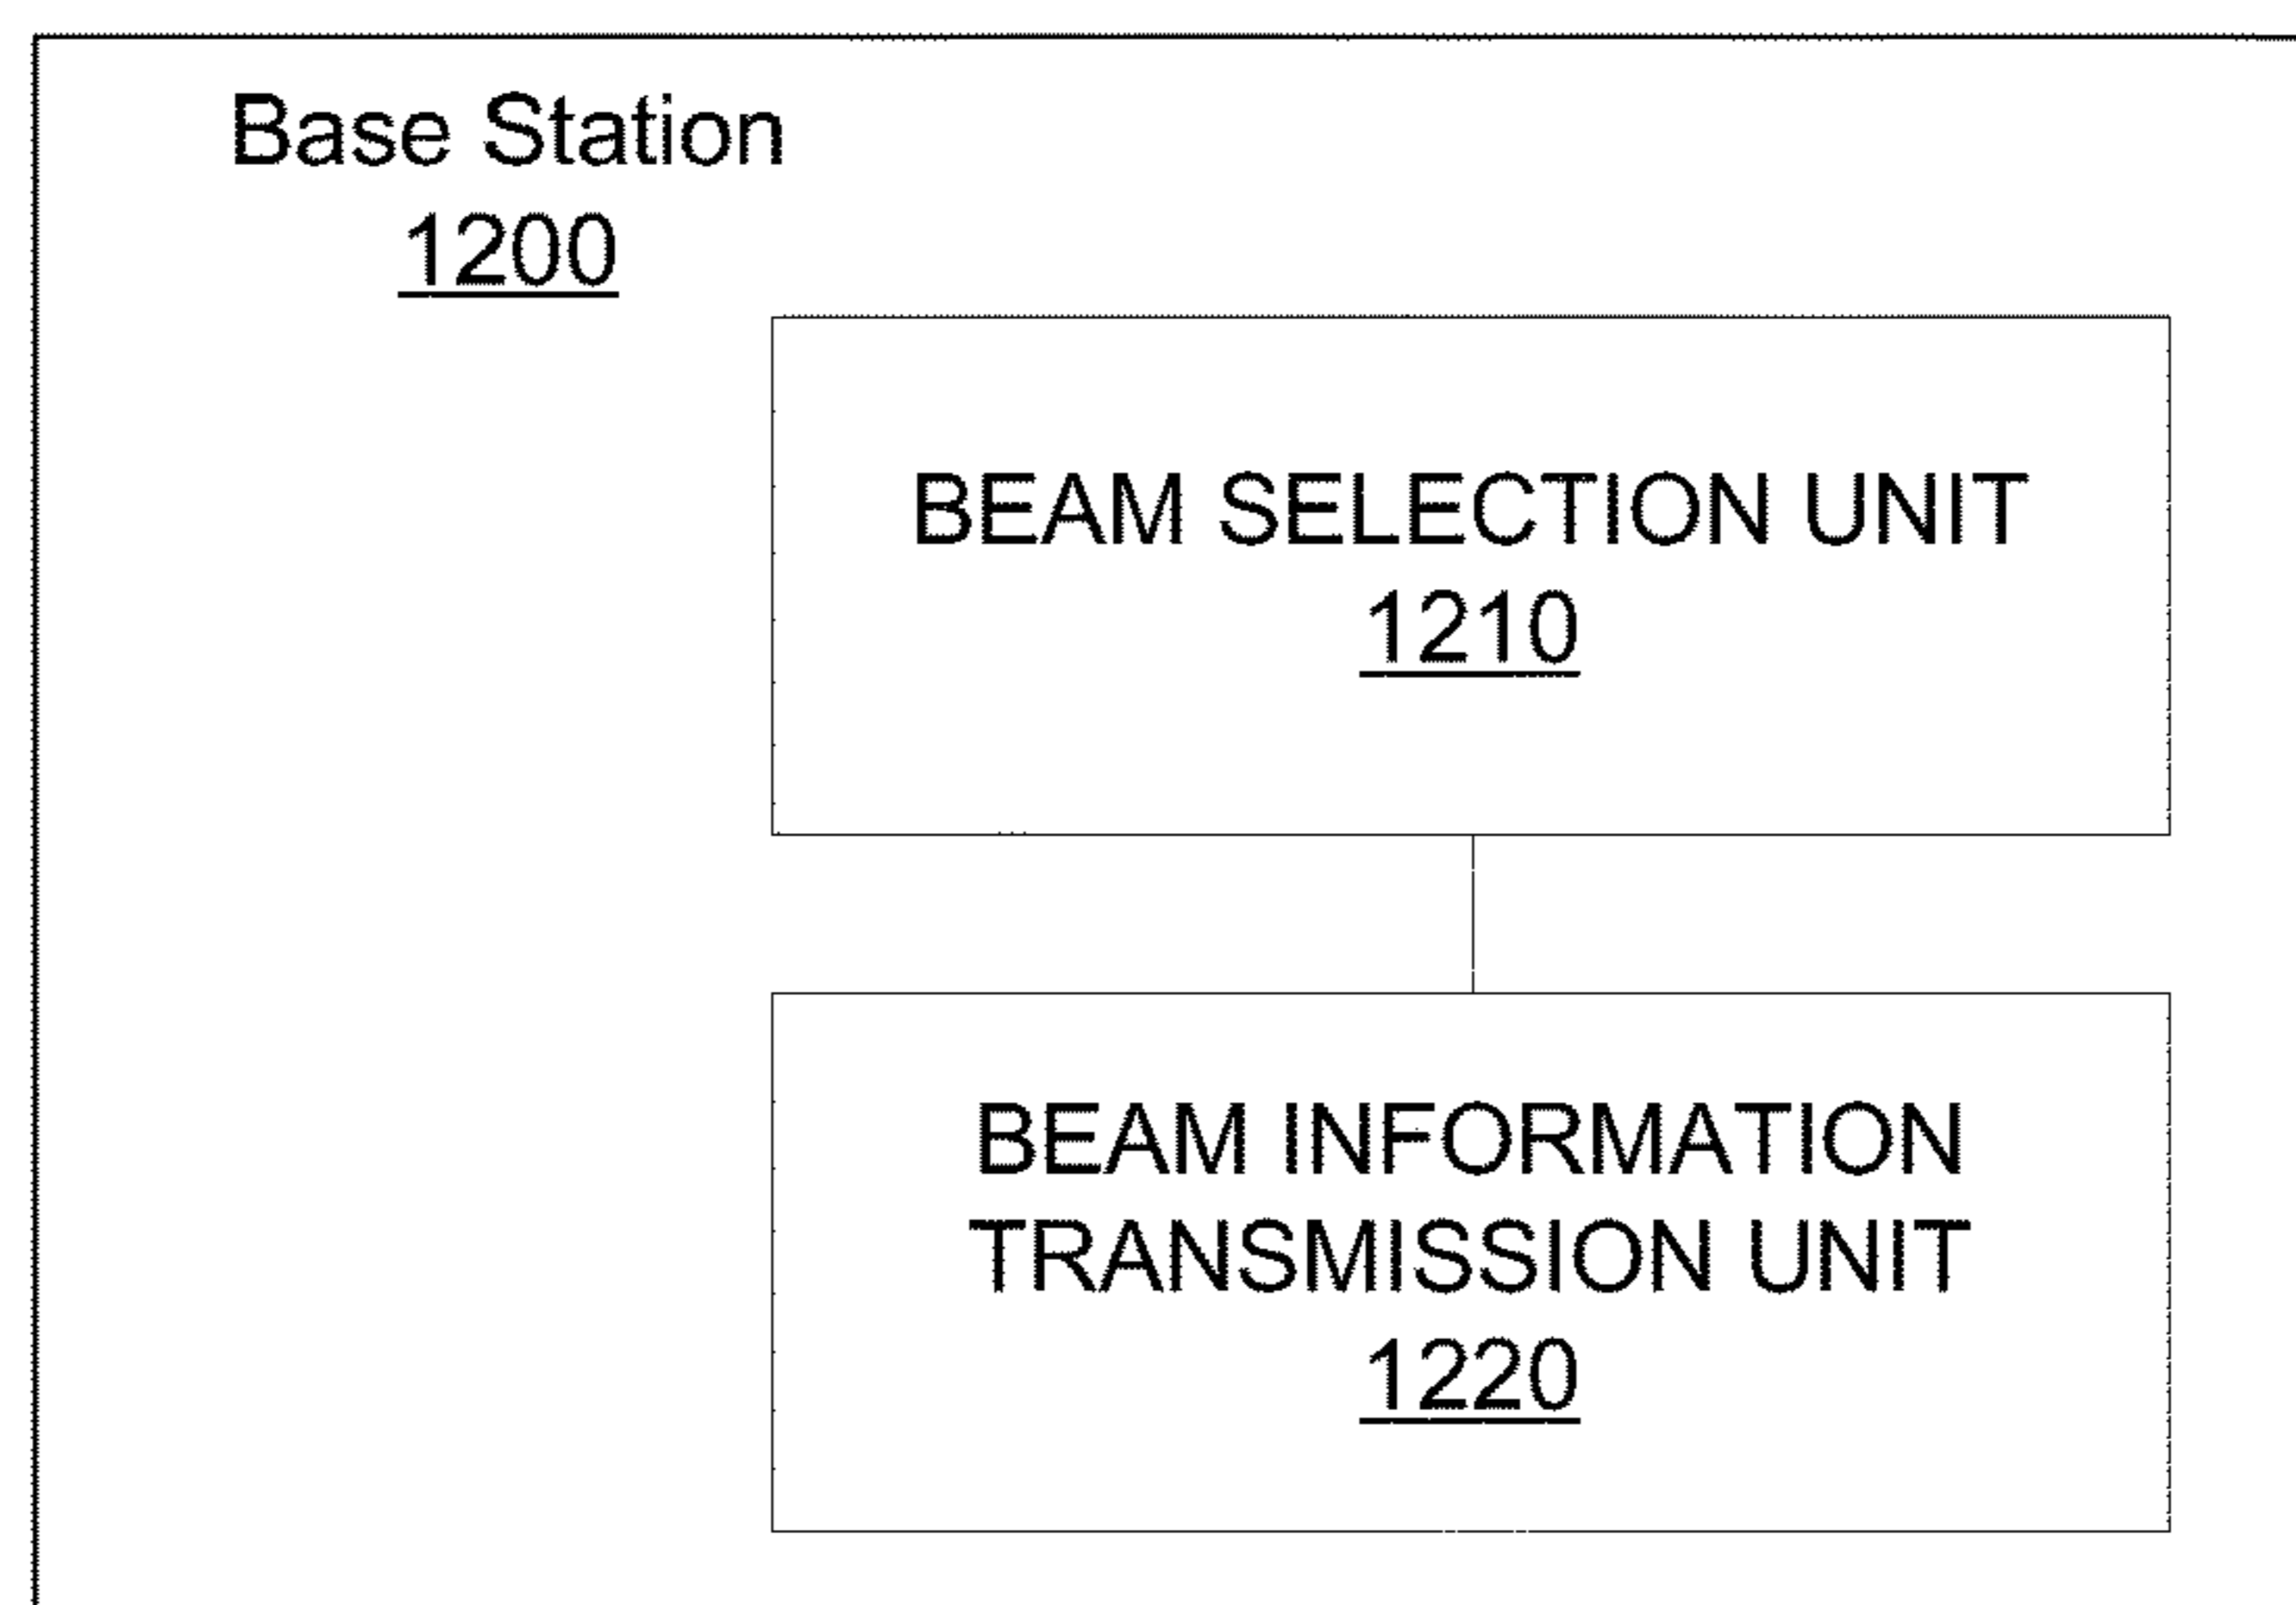 Base Station
1200
BEAM SELECTION UNIT
1210
BEAM INFORMATION
TRANSMISSION UNIT
1220